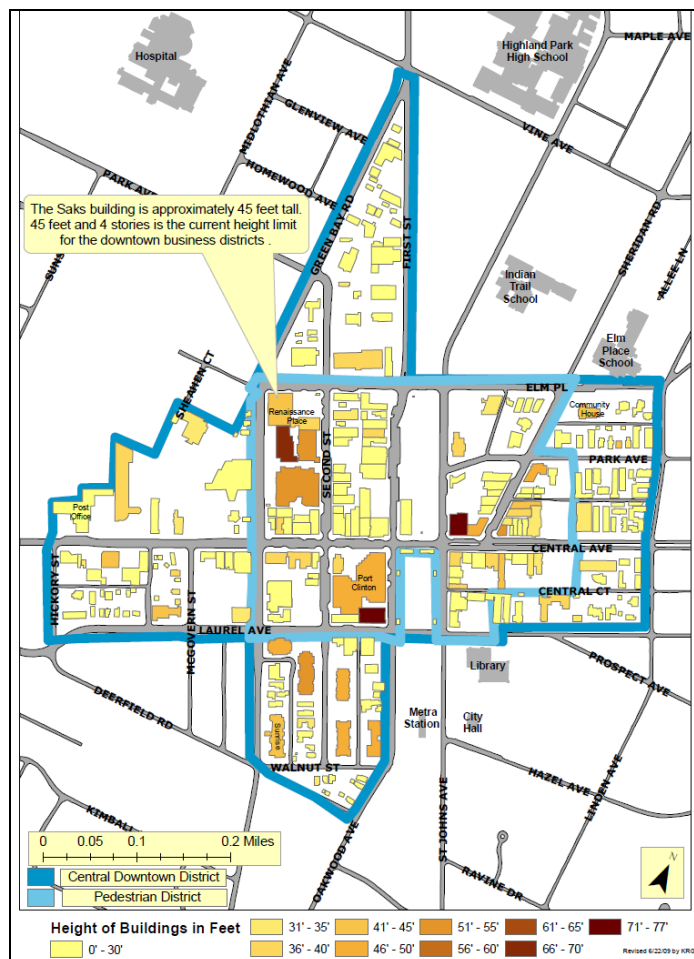 Hospital
Highland Park
High School
MAPLE AVE
MIDLOTHIAN AVE
GLENVIEW AVE
VINE AVE
HOMEWOOD AVE
PARK AVE
The Saks building is approximately 45 feet tall.
45 feet and 4 stories is the current height limit
for the downtown business districts .
GREEN BAY RD
FIRST ST
SHERIDAN RD
ALLEE LN
Indian
Trail
School
Elm
Place
School
SHEAHEN CT
ELM PL
Renaissance
Place
Community
House
SECOND ST
PARK AVE
Post
Office
CENTRAL AVE
Port
Clinton
HICKORY ST
MCGOVERN ST
CENTRAL CT
LAUREL AVE
Library
PROSPECT AVE
DEERFIELD RD
Sunrise
Metra
Station
City
Hall
WALNUT ST
HAZEL AVE
LINDEN AVE
ST JOHNS AVE
OAKWOOD AVE
RAVINE DR
0 0.05 0.1 0.2 Miles
Central Downtown District
Pedestrian District
N
Height of Buildings in Feet
0' - 30'
31' - 35'
36' - 40'
41' - 45'
46' - 50'
51' - 55'
56' - 60'
61' - 65'
66' - 70'
71' - 77'